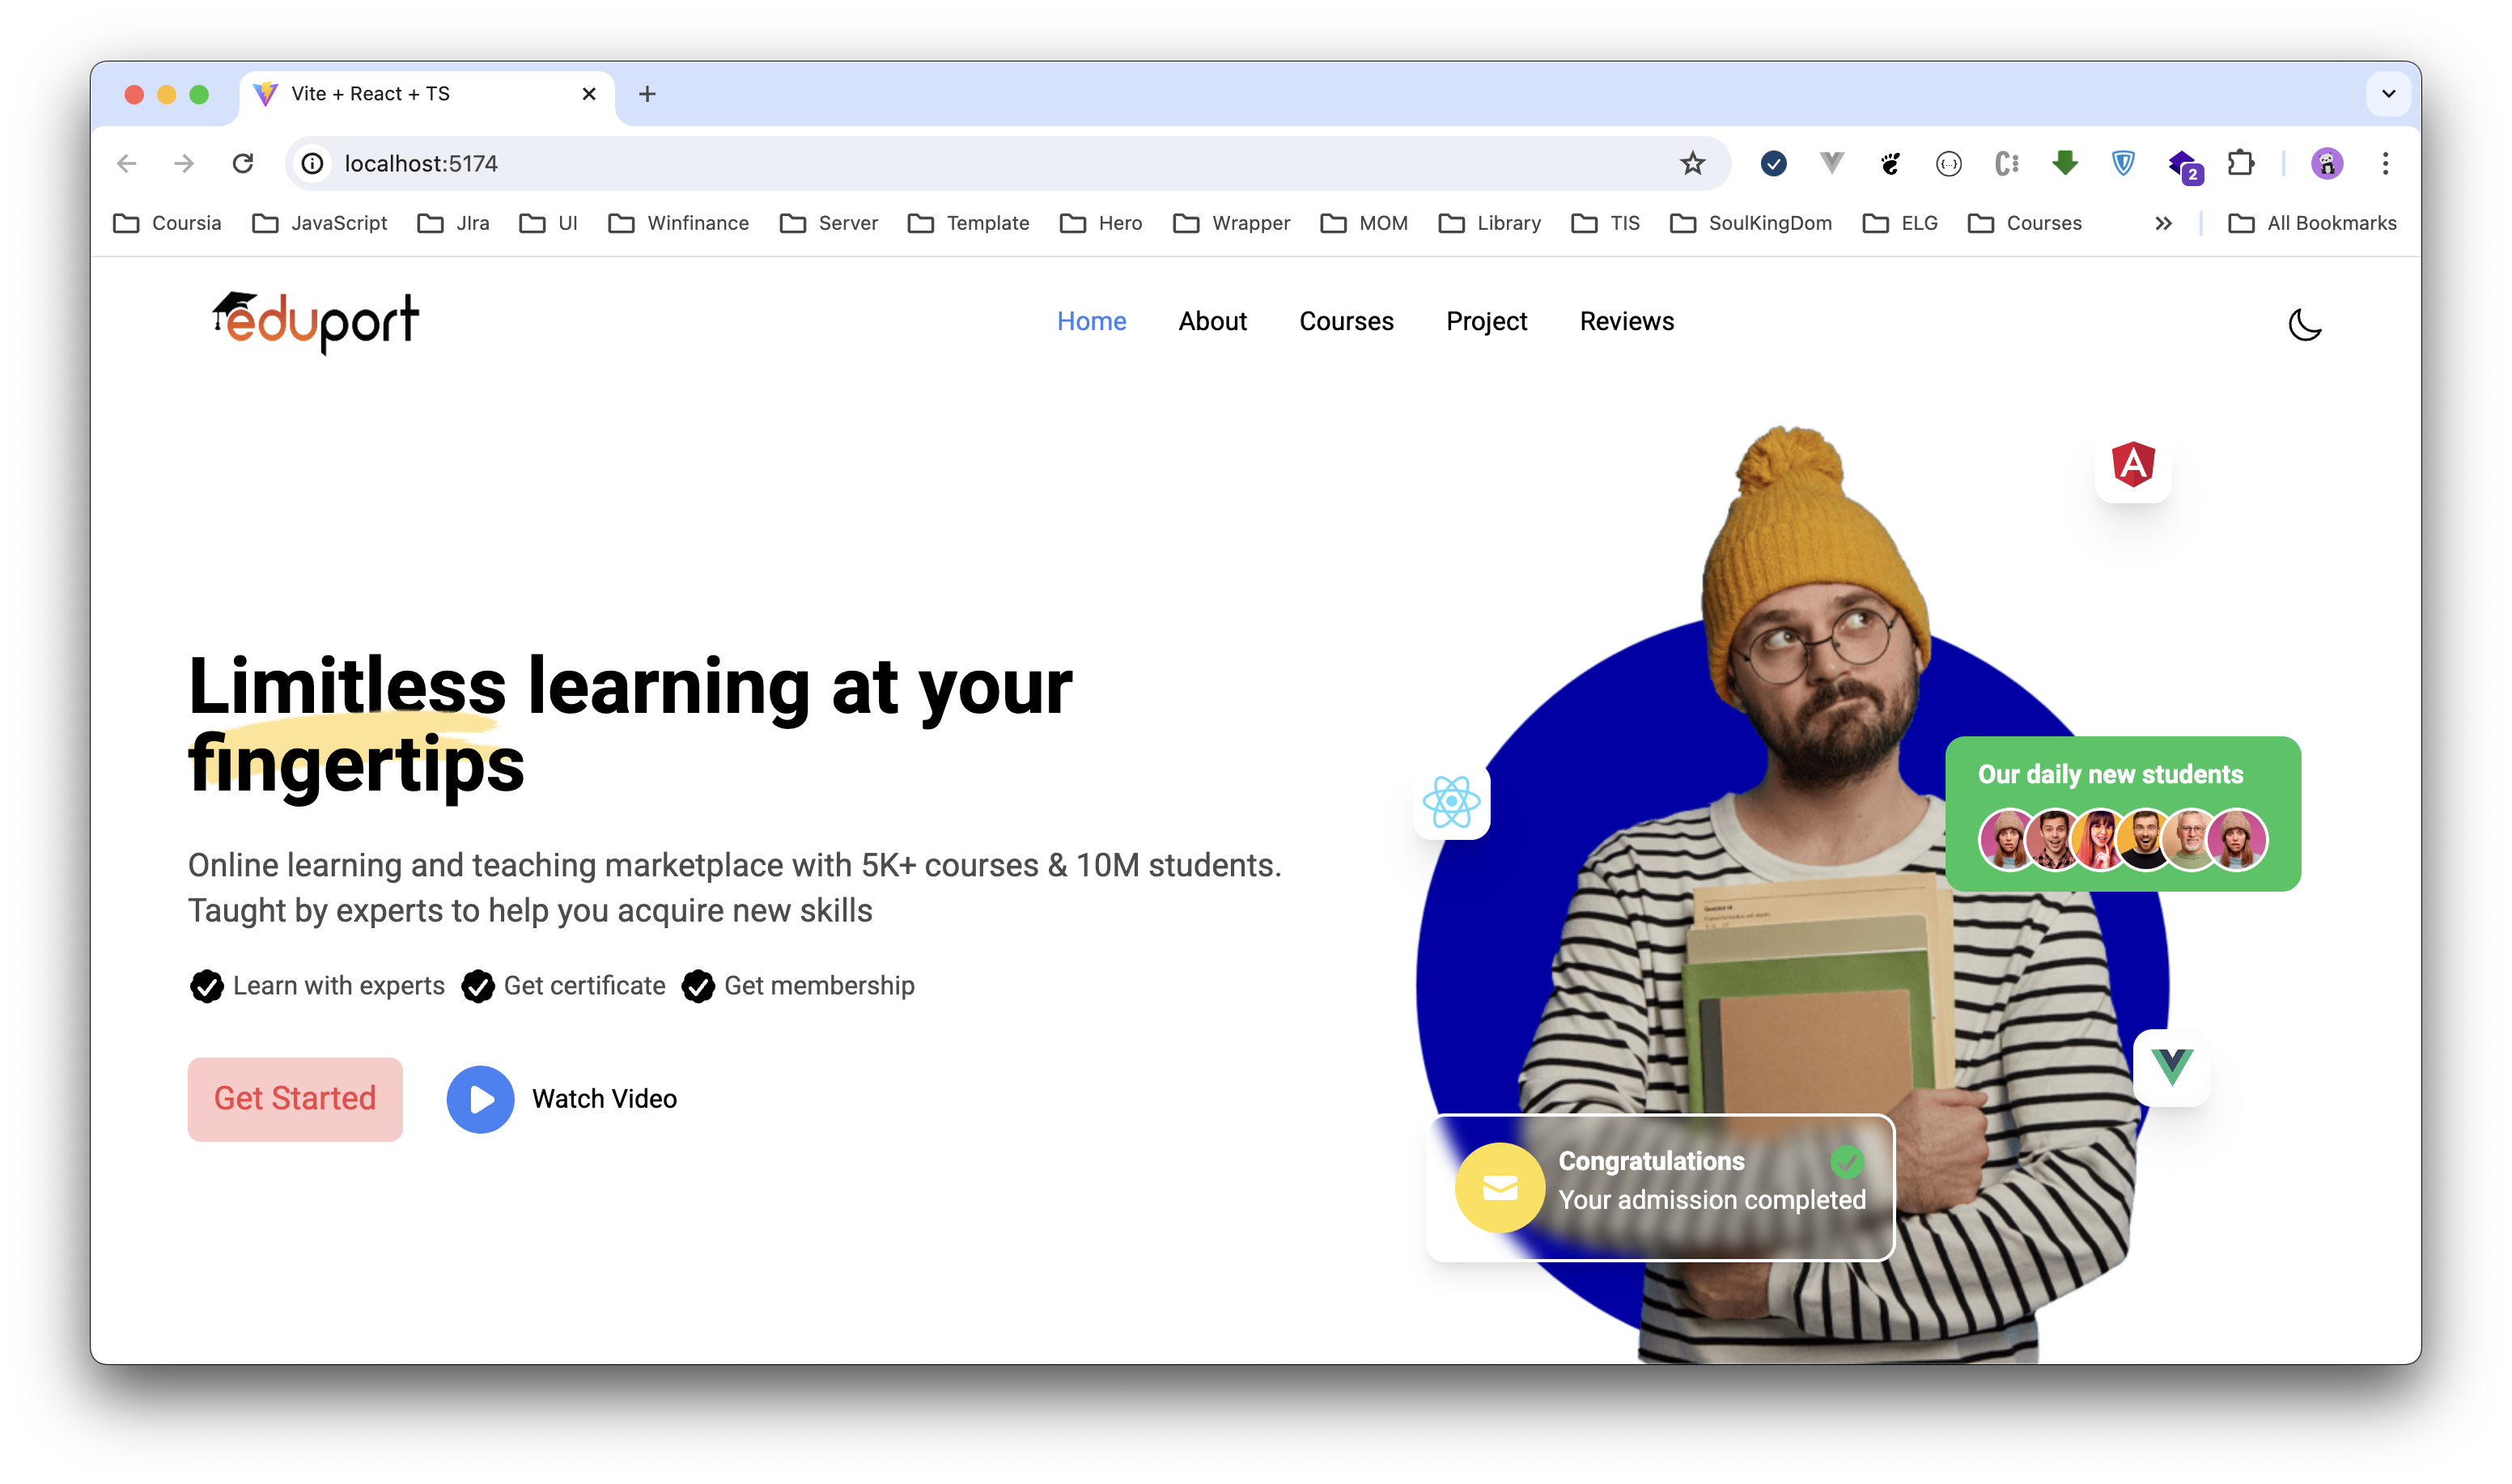 Vite + React + TS
localhost:5174
2
Coursia JavaScript JIra UI Winfinance Server Template Hero Wrapper MOM Library TIS SoulKingDom ELG Courses All Bookmarks
eduport Home About Courses Project Reviews
Limitless learning at your
fingertips
Online learning and teaching marketplace with 5K+ courses & 10M students.
Taught by experts to help you acquire new skills
Learn with experts Get certificate Get membership
Get Started Watch Video
Our daily new students
Congratulations
Your admission completed